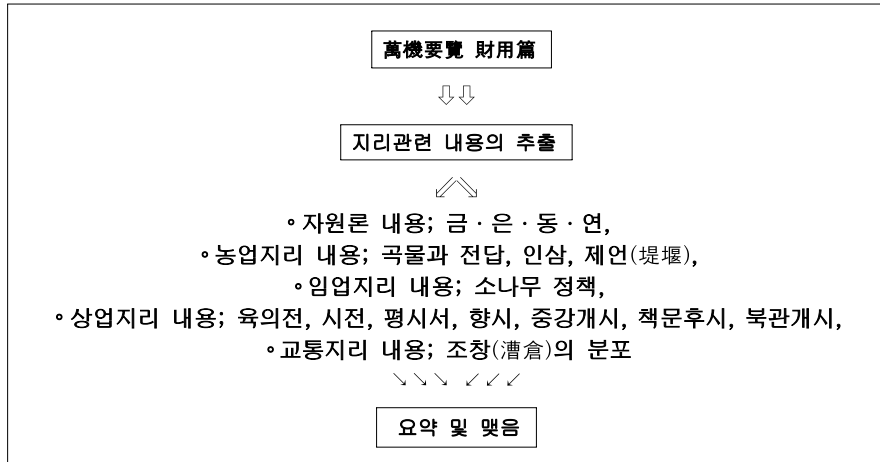 萬機要覽 財用篇
지리관련 내용의 추출
∘ 자원론 내용; 금 · 은 · 동 · 연,
∘ 농업지리 내용; 곡물과 전답, 인삼, 제언(堤堰),
∘ 임업지리 내용; 소나무 정책,
∘ 상업지리 내용; 육의전, 시전, 평시서, 향시, 중강개시, 책문후시, 북관개시,
∘ 교통지리 내용; 조창(漕倉)의 분포
요약 및 맺음